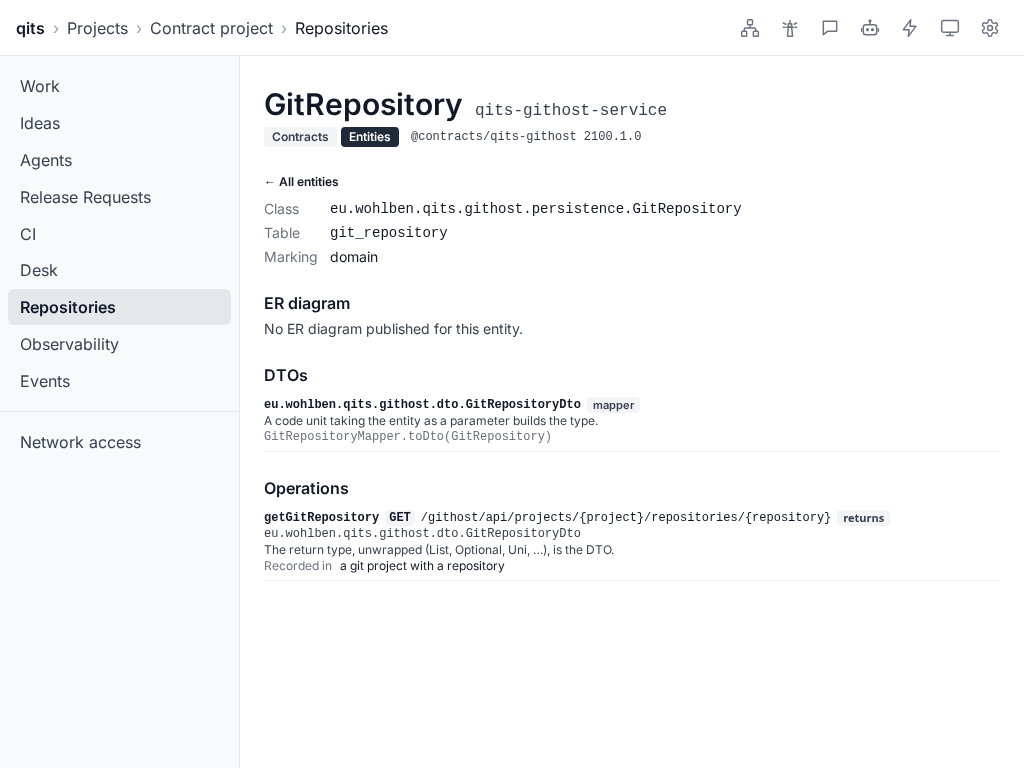 qits › Projects › Contract project › Repositories
Work
Ideas
Agents
Release Requests
CI
Desk
Repositories
Observability
Events
Network access
GitRepository qits-githost-service
Contracts Entities @contracts/qits-githost 2100.1.0
← All entities
Class eu.wohlben.qits.githost.persistence.GitRepository
Table git_repository
Marking domain
ER diagram
No ER diagram published for this entity.
DTOs
eu.wohlben.qits.githost.dto.GitRepositoryDto mapper
A code unit taking the entity as a parameter builds the type.
GitRepositoryMapper.toDto(GitRepository)
Operations
getGitRepository GET /githost/api/projects/{project}/repositories/{repository} returns
eu.wohlben.qits.githost.dto.GitRepositoryDto
The return type, unwrapped (List, Optional, Uni, …), is the DTO.
Recorded in a git project with a repository